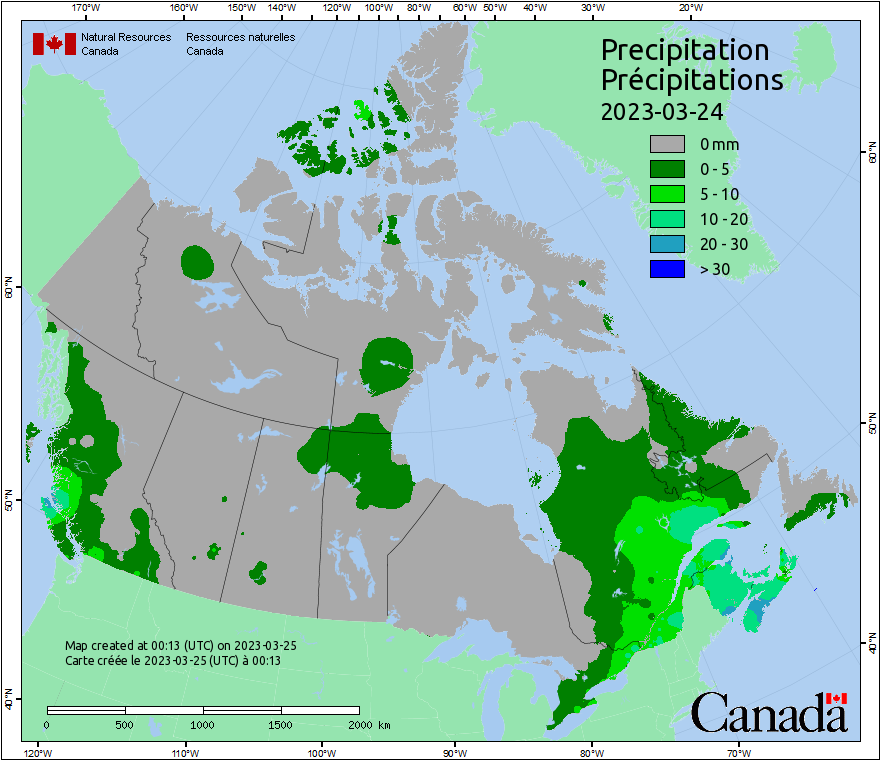 170°W 160°W 150°W 140°W 130°W 120°W 110°W 100°W 90°W 80°W 60°W 50°W 40°W 30°W 20°W
Natural Resources Ressources naturelles
Canada Canada
Precipitation
Précipitations
2023-03-24
0 mm
0 - 5
5 - 10
10 - 20
20 - 30
> 30
60°N
60°N
50°N
50°N
40°N
40°N
Map created at 00:13 (UTC) on 2023-03-25
Carte créée le 2023-03-25 (UTC) à 00:13
0 500 1000 1500 2000 km
Canada
120°W 110°W 100°W 90°W 80°W 70°W